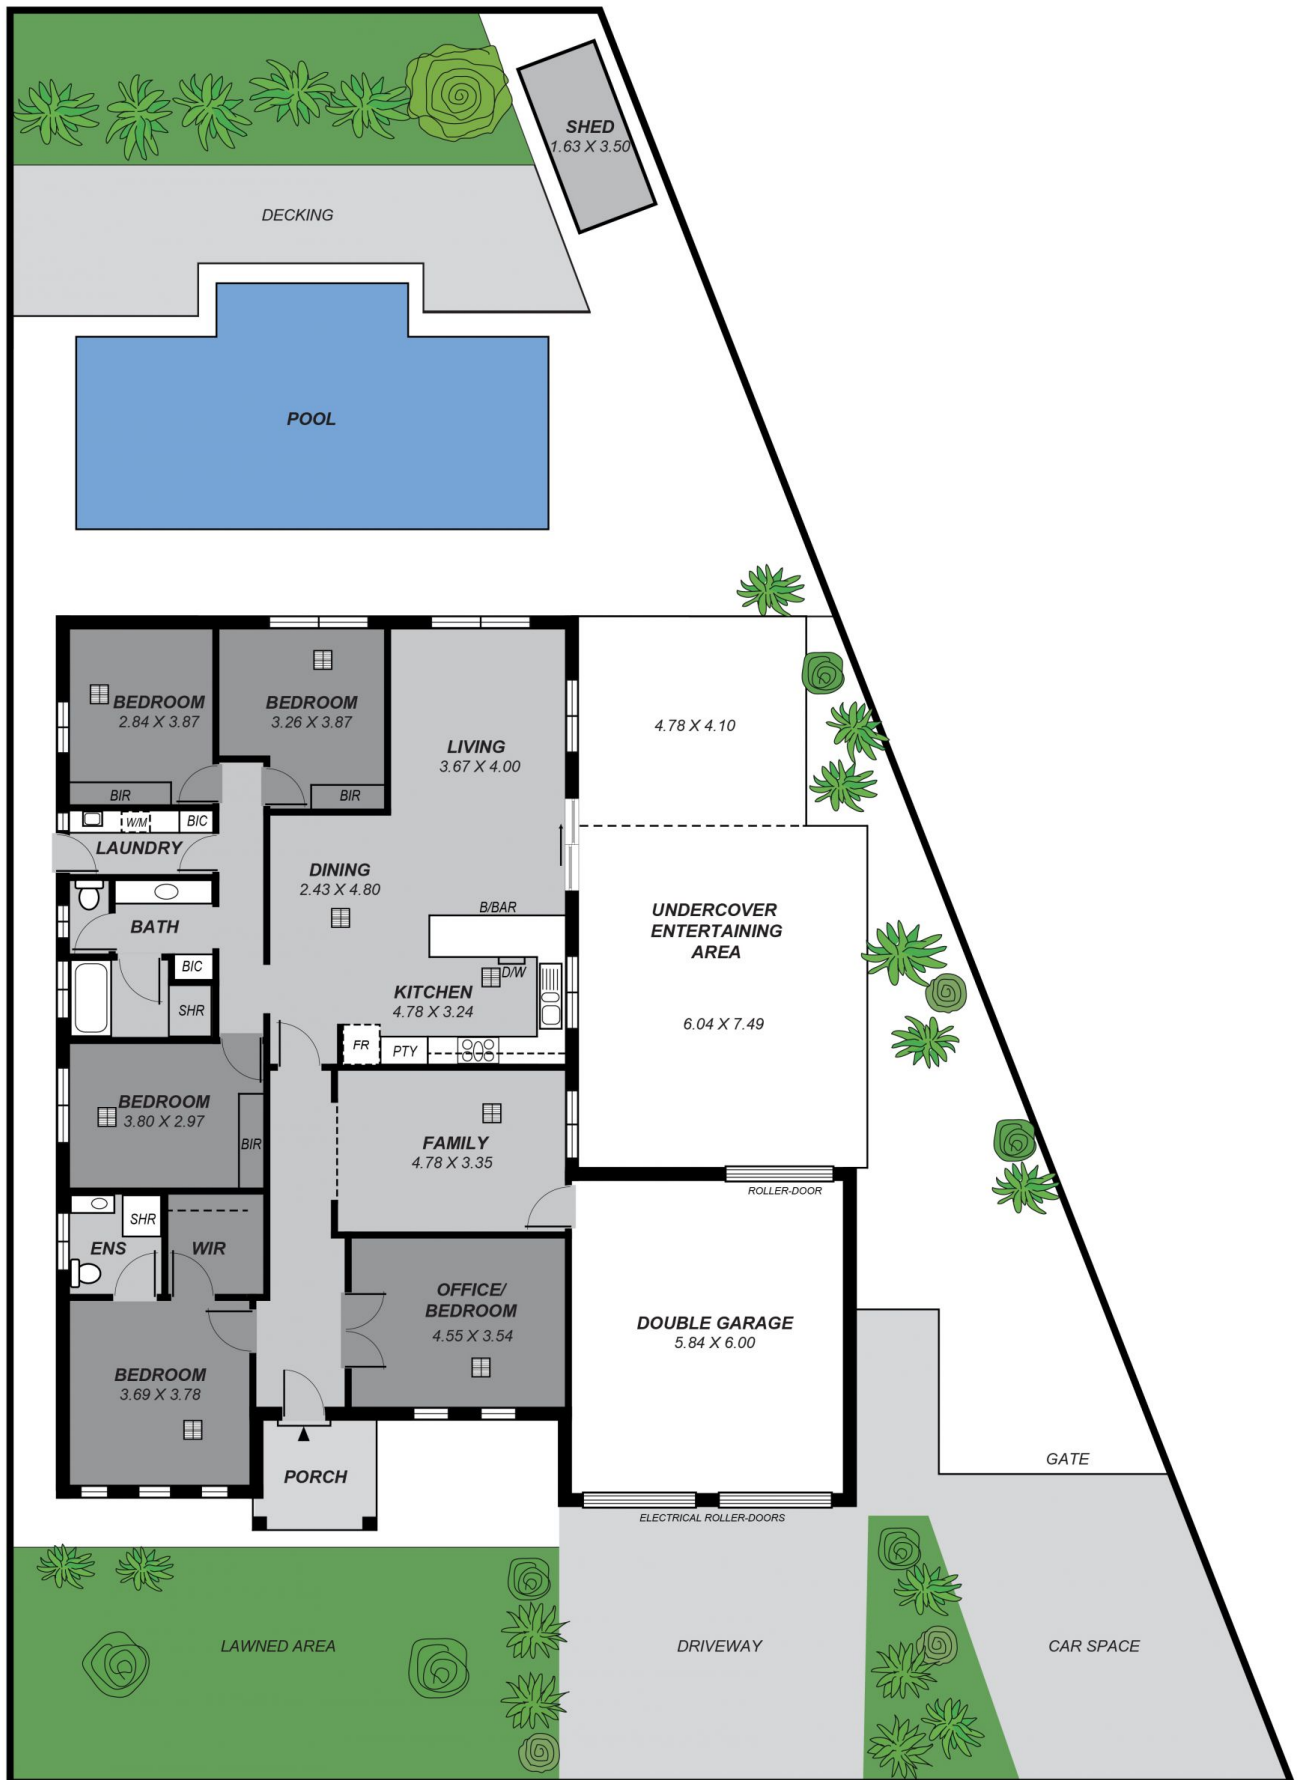 SHED
1.63 X 3.50
DECKING
POOL
BEDROOM
2.84 X 3.87
BIR
BEDROOM
3.26 X 3.87
BIR
LIVING
3.67 X 4.00
4.78 X 4.10
W/M
BIC
LAUNDRY
DINING
2.43 X 4.80
B/BAR
UNDERCOVER
ENTERTAINING
AREA
6.04 X 7.49
BATH
BIC
SHR
D/W
KITCHEN
4.78 X 3.24
FR
PTY
BEDROOM
3.80 X 2.97
BIR
FAMILY
4.78 X 3.35
ROLLER-DOOR
SHR
ENS
WIR
OFFICE/
BEDROOM
4.55 X 3.54
DOUBLE GARAGE
5.84 X 6.00
BEDROOM
3.69 X 3.78
PORCH
GATE
ELECTRICAL ROLLER-DOORS
LAWNED AREA
DRIVEWAY
CAR SPACE